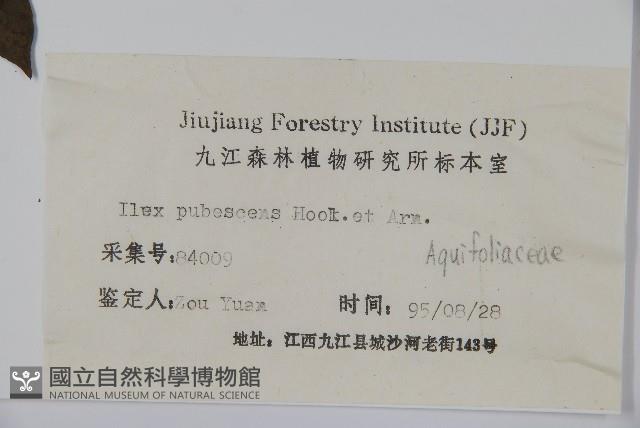 Jiujiang Forestry Institute (JJF)
九江森林植物研究所标本室
Ilex pubescens Hook.et Arn.
Aquifoliaceae
采集号:84009
鉴定人:Zou Yuan 时间: 95/08/28
地址: 江西九江县城沙河老街143号
國立自然科學博物館
NATIONAL MUSEUM OF NATURAL SCIENCE